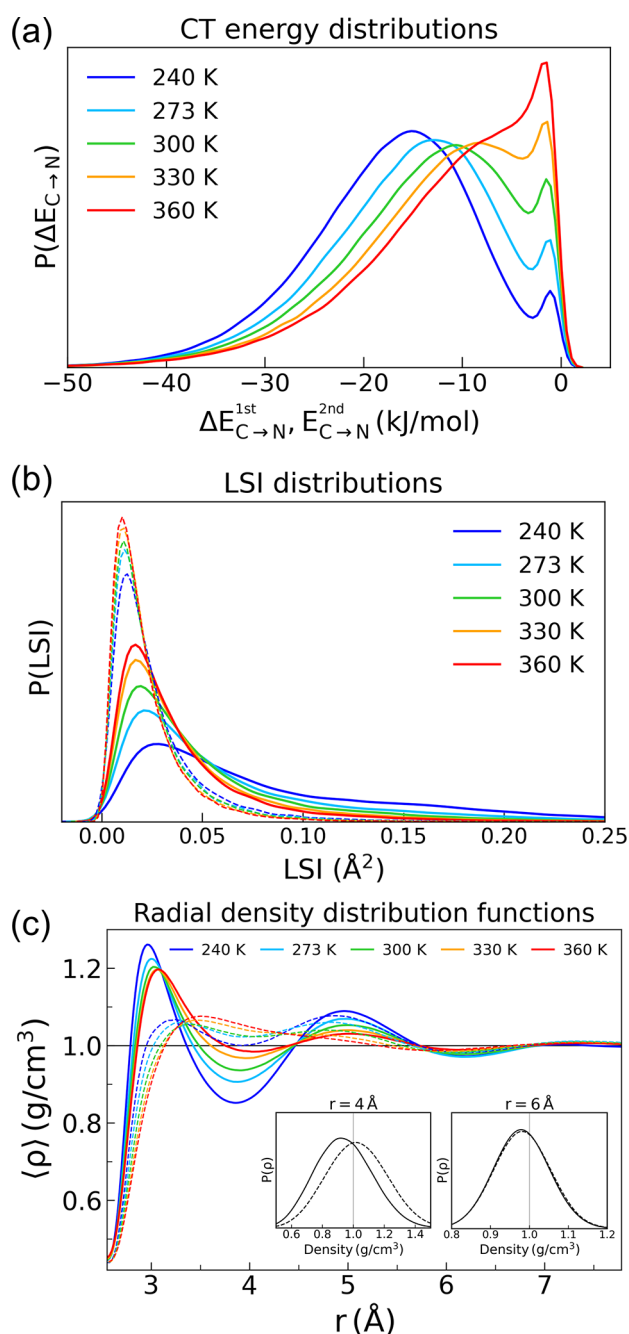 (a)
CT energy distributions
P(ΔE_C→N)
240 K
273 K
300 K
330 K
360 K
−50 −40 −30 −20 −10 0
ΔE^1st_C→N, E^2nd_C→N (kJ/mol)
(b)
LSI distributions
P(LSI)
240 K
273 K
300 K
330 K
360 K
0.00 0.05 0.10 0.15 0.20 0.25
LSI (Å²)
(c)
Radial density distribution functions
⟨ρ⟩ (g/cm³)
240 K 273 K 300 K 330 K 360 K
1.2
1.0
0.8
0.6
r = 4 Å
P(ρ)
0.6 0.8 1.0 1.2 1.4
Density (g/cm³)
r = 6 Å
P(ρ)
0.8 0.9 1.0 1.1 1.2
Density (g/cm³)
3 4 5 6 7
r (Å)